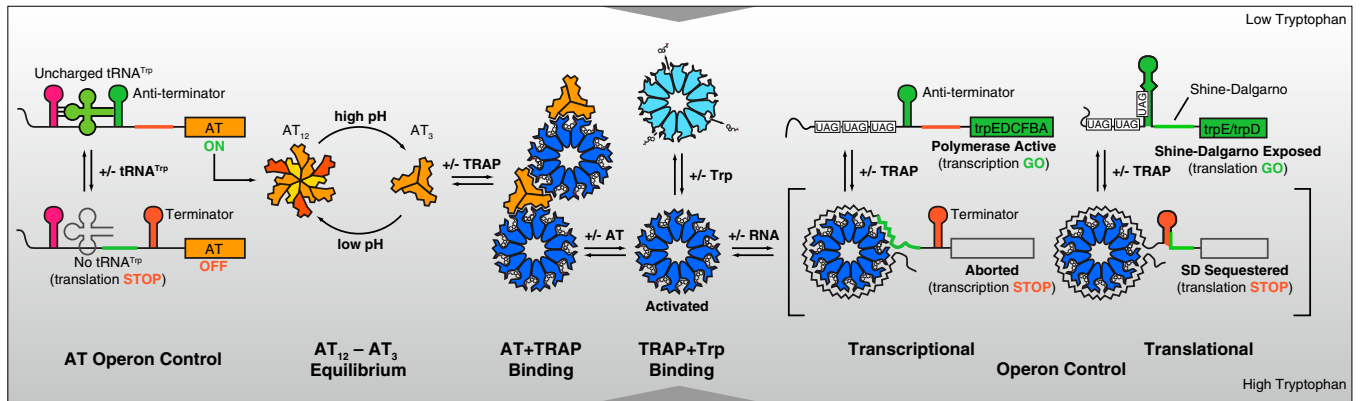 Low Tryptophan
Uncharged tRNATrp
Anti-terminator
AT
ON
+/- tRNATrp
Terminator
No tRNATrp
(translation STOP)
AT
OFF
AT Operon Control
AT12
high pH
AT3
low pH
AT12 – AT3
Equilibrium
+/- TRAP
AT+TRAP
Binding
+/- AT
+/- Trp
Activated
TRAP+Trp
Binding
+/- RNA
Anti-terminator
UAG UAG UAG
trpEDCFBA
Polymerase Active
(transcription GO)
+/- TRAP
Terminator
Aborted
(transcription STOP)
Transcriptional
Shine-Dalgarno
UAG UAG UAG
trpE/trpD
Shine-Dalgarno Exposed
(translation GO)
+/- TRAP
SD Sequestered
(translation STOP)
Translational
Operon Control
High Tryptophan